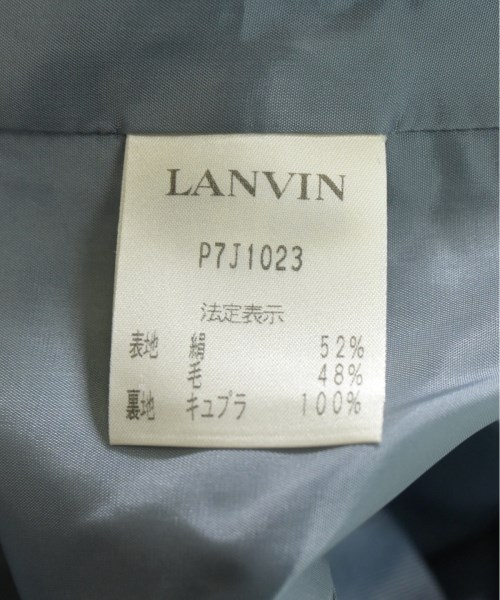 LANVIN
P7J1023
法定表示
表地 絹 52%
毛 48%
裏地 キュプラ 100%